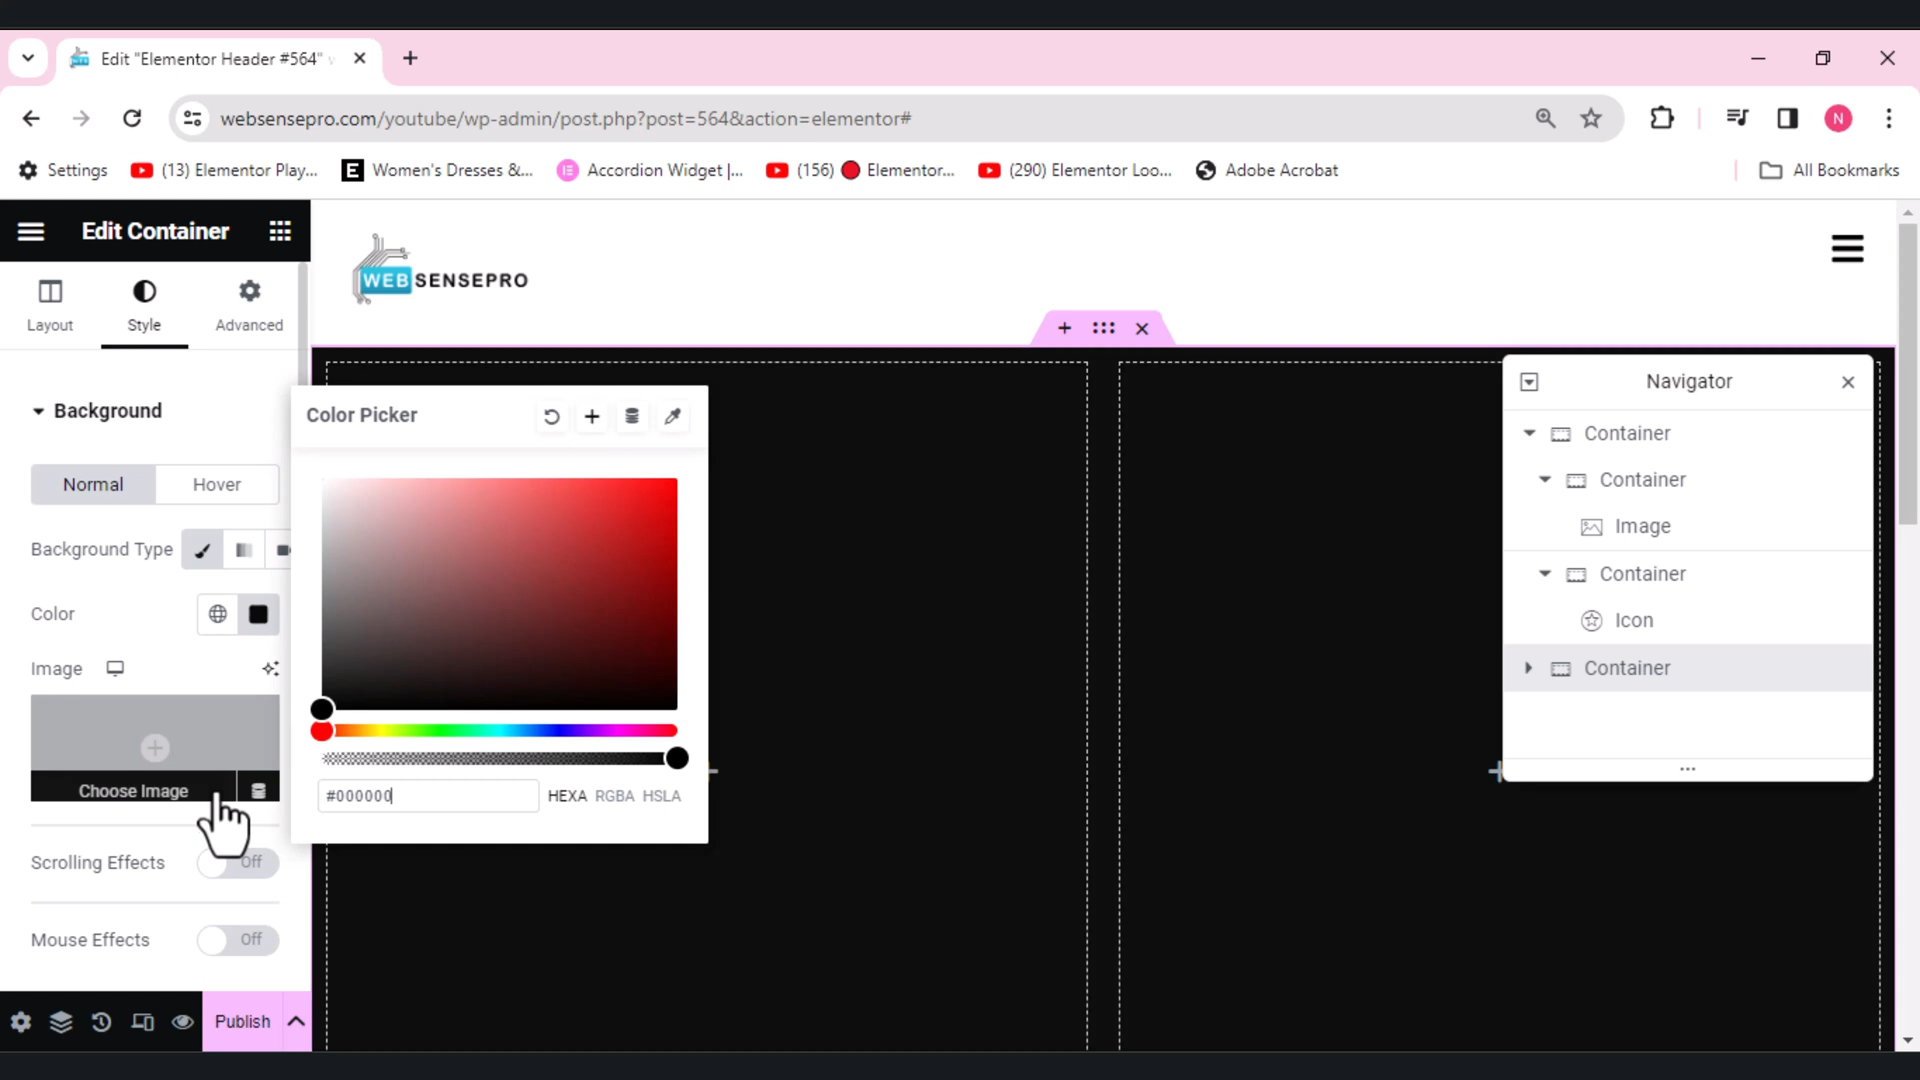 Edit "Elementor Header #564"
websensepro.com/youtube/wp-admin/post.php?post=564&action=elementor#
N
Settings
(13) Elementor Play...
Women's Dresses &...
Accordion Widget |...
(156) Elementor...
(290) Elementor Loo...
Adobe Acrobat
All Bookmarks
Edit Container
WEB SENSEPRO
Layout
Style
Advanced
Background
Color Picker
Navigator
Container
Normal
Hover
Container
Background Type
Image
Container
Color
Icon
Image
Container
Choose Image
#000000
HEXA RGBA HSLA
Scrolling Effects
Off
Mouse Effects
Off
Publish